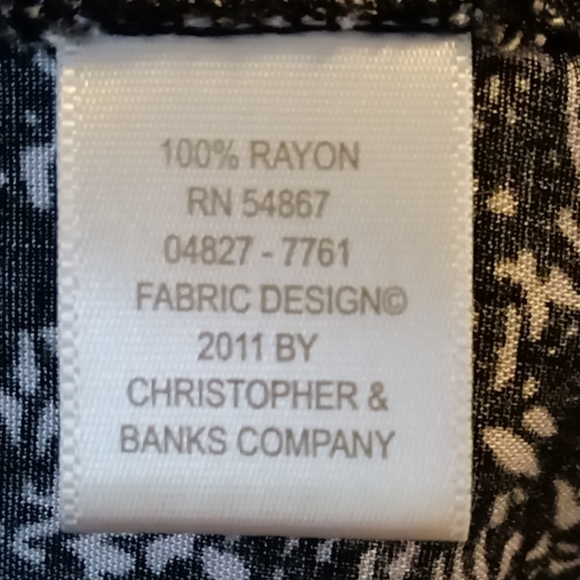 100% RAYON
RN 54867
04827 - 7761
FABRIC DESIGN©
2011 BY
CHRISTOPHER &
BANKS COMPANY